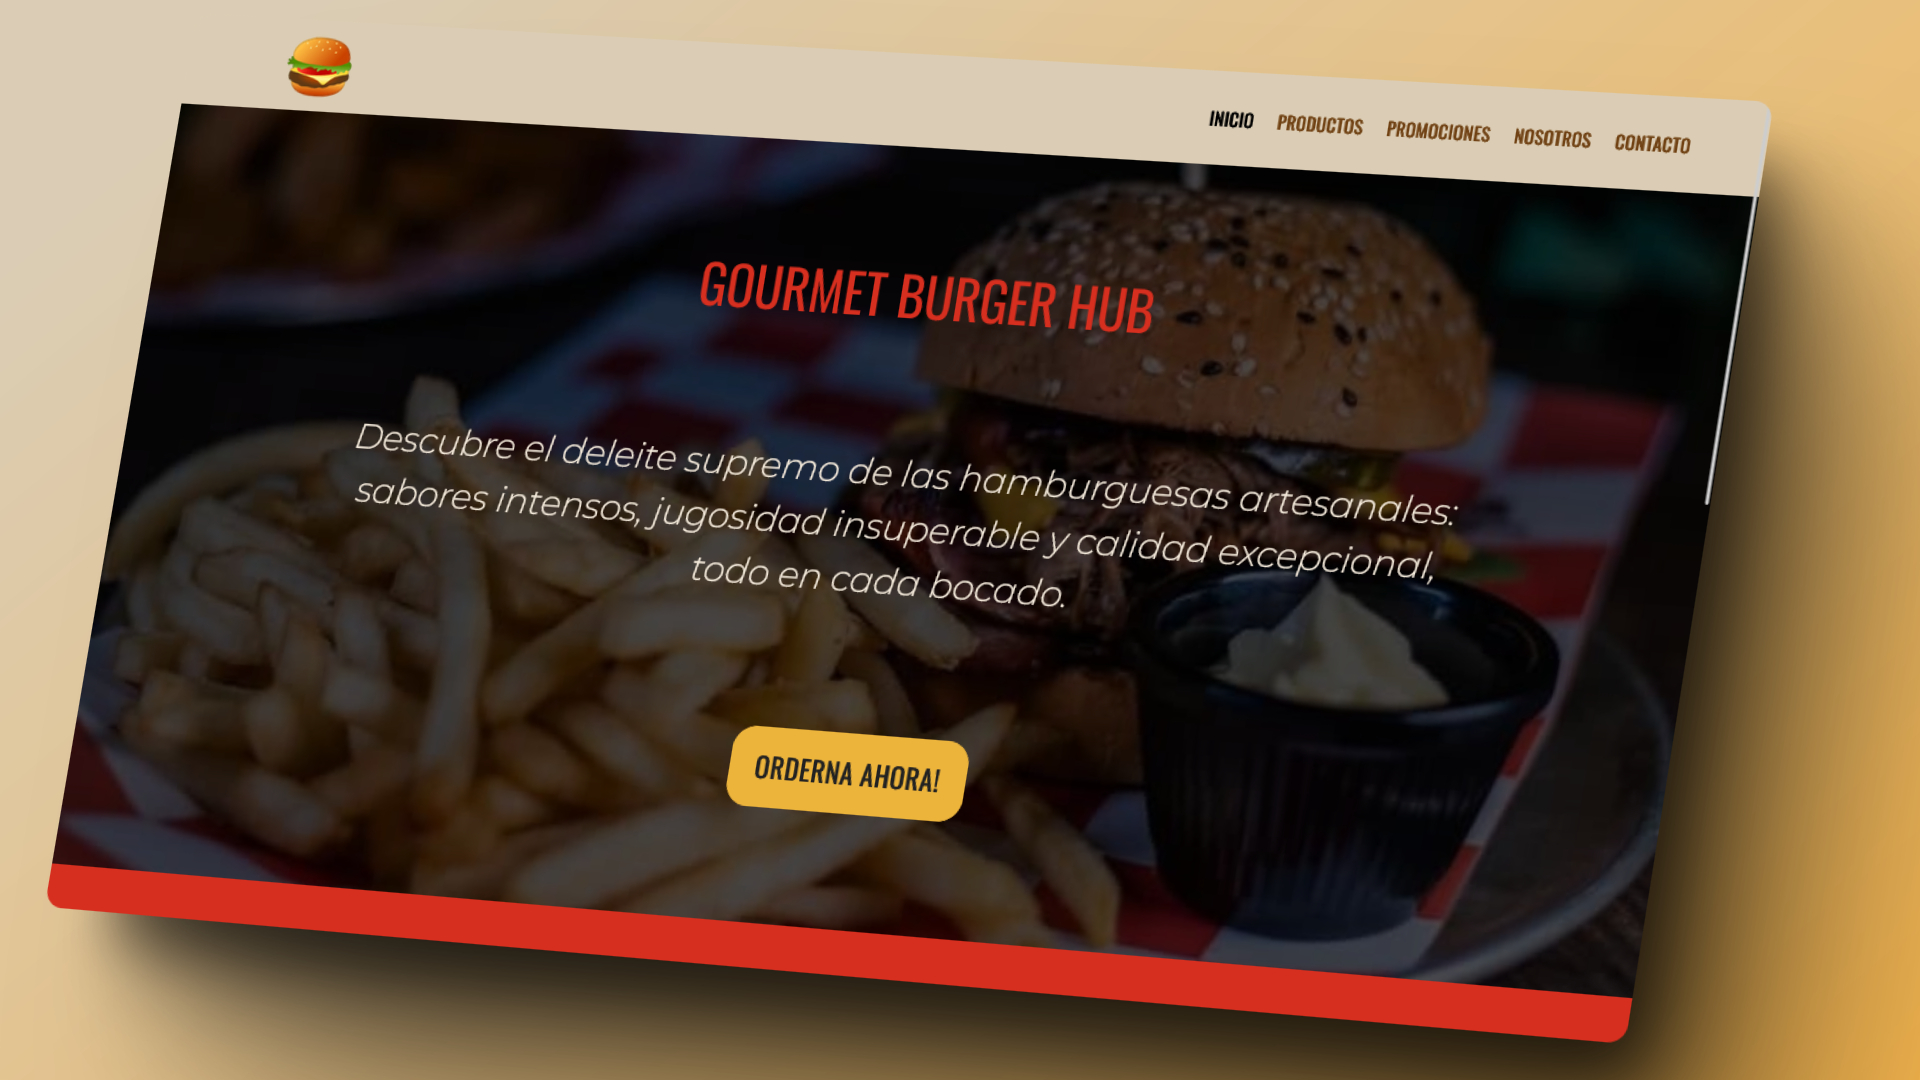 INICIO PRODUCTOS PROMOCIONES NOSOTROS CONTACTO
GOURMET BURGER HUB
Descubre el deleite supremo de las hamburguesas artesanales:
sabores intensos, jugosidad insuperable y calidad excepcional,
todo en cada bocado.
ORDERNA AHORA!